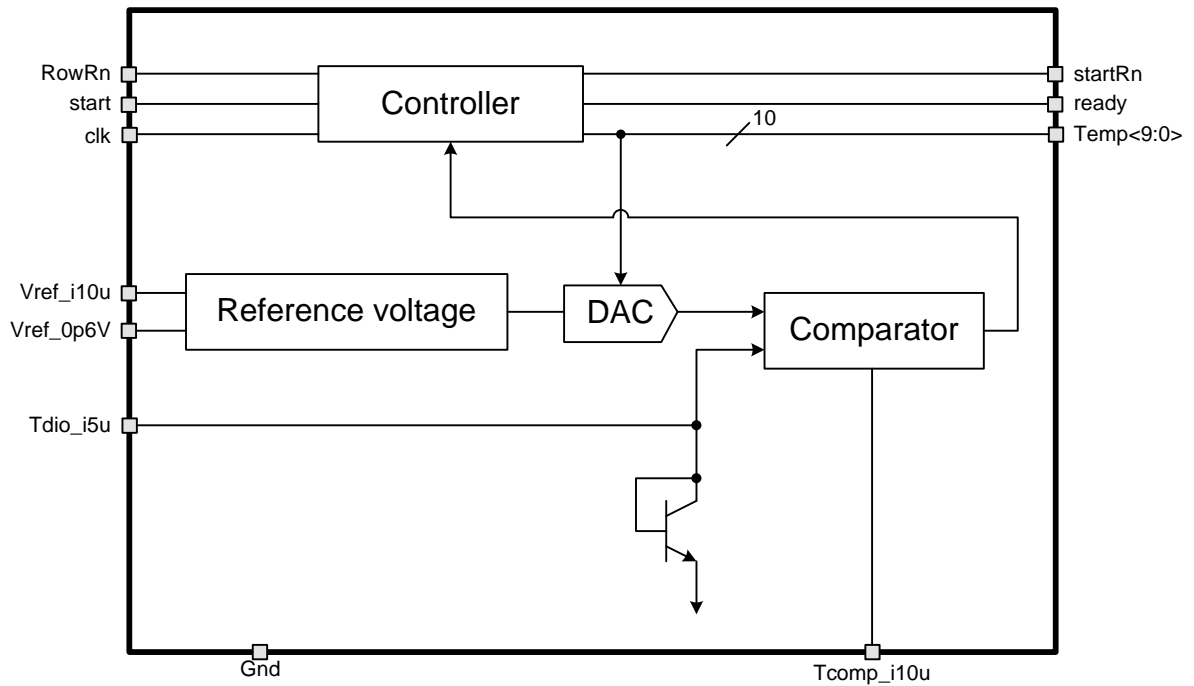 RowRn
startRn
start
Controller
ready
clk
10
Temp<9:0>
Vref_i10u
Reference voltage
DAC
Vref_0p6V
Comparator
Tdio_i5u
Gnd
Tcomp_i10u